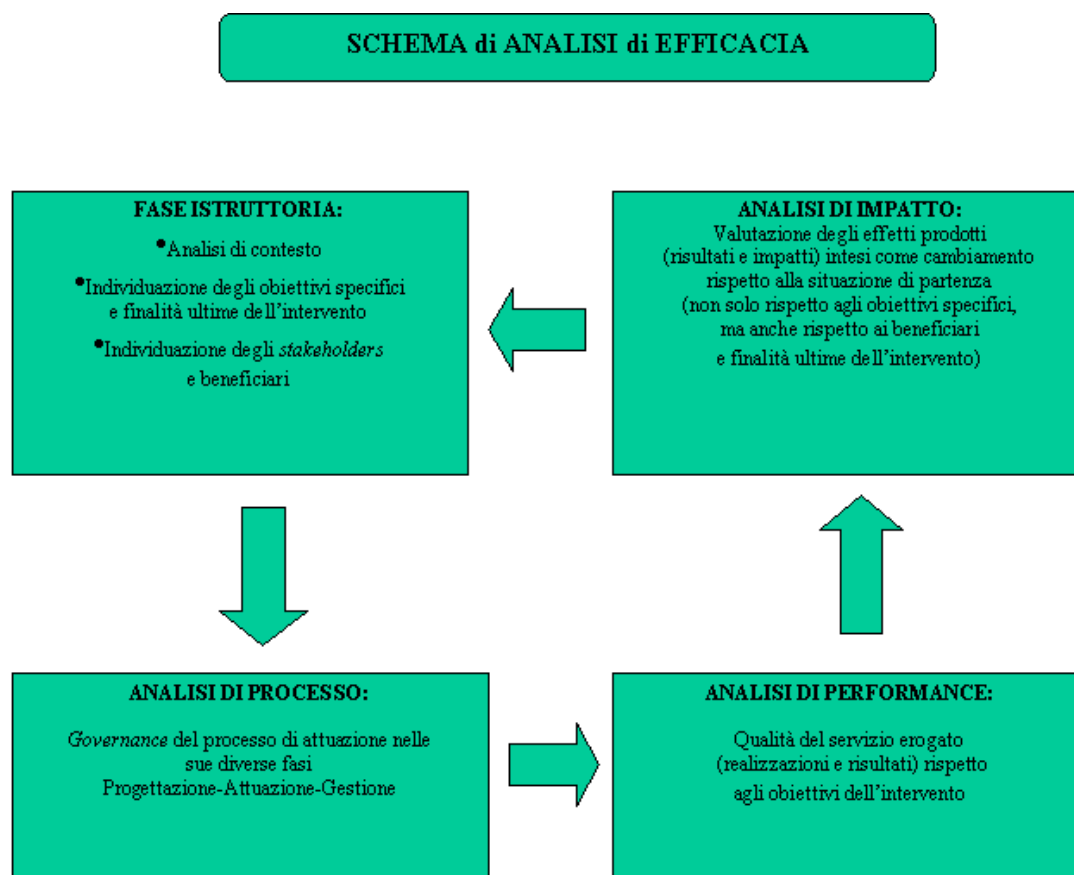 SCHEMA di ANALISI di EFFICACIA
FASE ISTRUTTORIA:
•Analisi di contesto
•Individuazione degli obiettivi specifici
e finalità ultime dell'intervento
•Individuazione degli stakeholders
e beneficiari
ANALISI DI IMPATTO:
Valutazione degli effetti prodotti
(risultati e impatti) intesi come cambiamento
rispetto alla situazione di partenza
(non solo rispetto agli obiettivi specifici,
ma anche rispetto ai beneficiari
e finalità ultime dell'intervento)
ANALISI DI PROCESSO:
Governance del processo di attuazione nelle
sue diverse fasi
Progettazione-Attuazione-Gestione
ANALISI DI PERFORMANCE:
Qualità del servizio erogato
(realizzazioni e risultati) rispetto
agli obiettivi dell'intervento